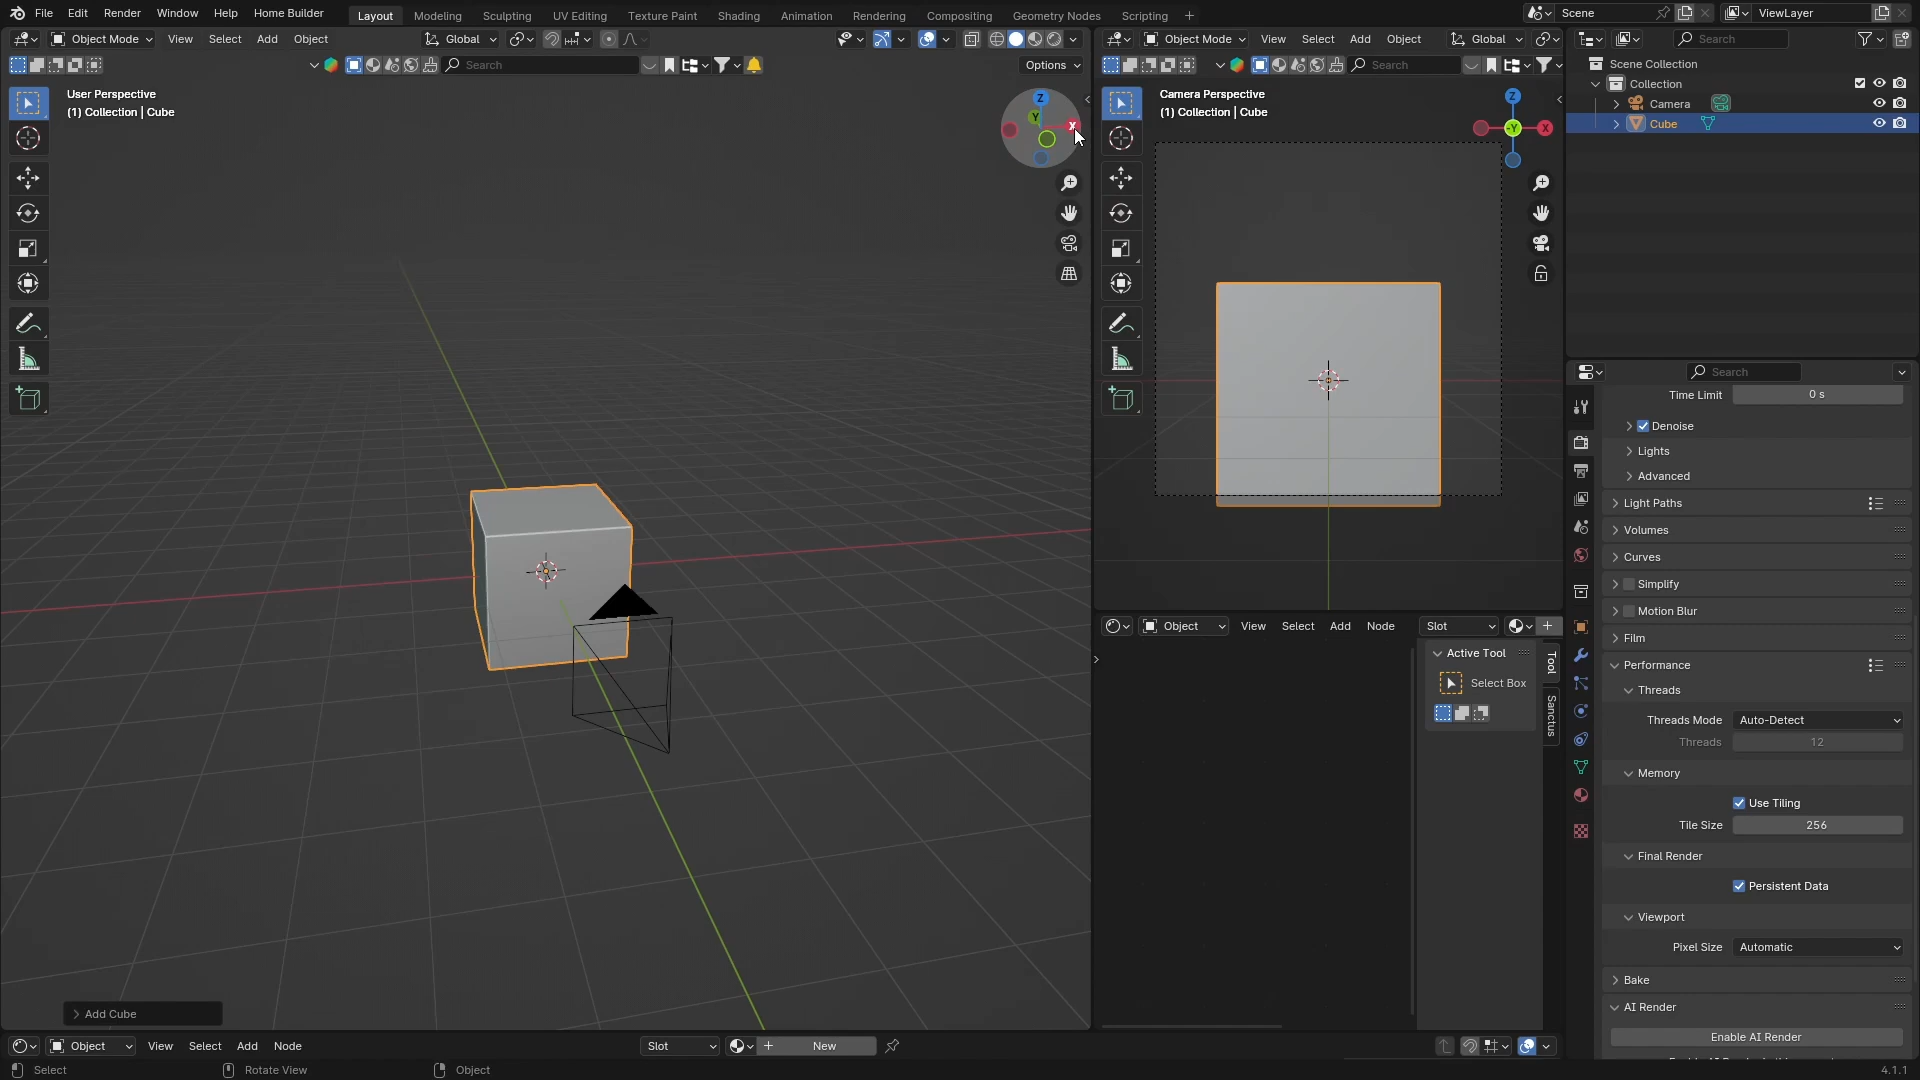 File Edit Render Window Help Home Builder Layout Modeling Sculpting UV Editing Texture Paint Shading Animation Rendering Compositing Geometry Nodes Scripting + Scene ViewLayer
Object Mode View Select Add Object Global
Search
Options
User Perspective
(1) Collection | Cube
Z
Y
X
Add Cube
Object Mode View Select Add Object Global
Search
Camera Perspective
(1) Collection | Cube
Z
-Y
X
Object View Select Add Node Slot
Active Tool
Select Box
Tool
Sanctus
Search
Scene Collection
Collection
Camera
Cube
Search
Time Limit 0 s
Denoise
Lights
Advanced
Light Paths
Volumes
Curves
Simplify
Motion Blur
Film
Performance
Threads
Threads Mode Auto-Detect
Threads 12
Memory
Use Tiling
Tile Size 256
Final Render
Persistent Data
Viewport
Pixel Size Automatic
Bake
AI Render
Enable AI Render
Object View Select Add Node Slot New
Select Rotate View Object 4.1.1